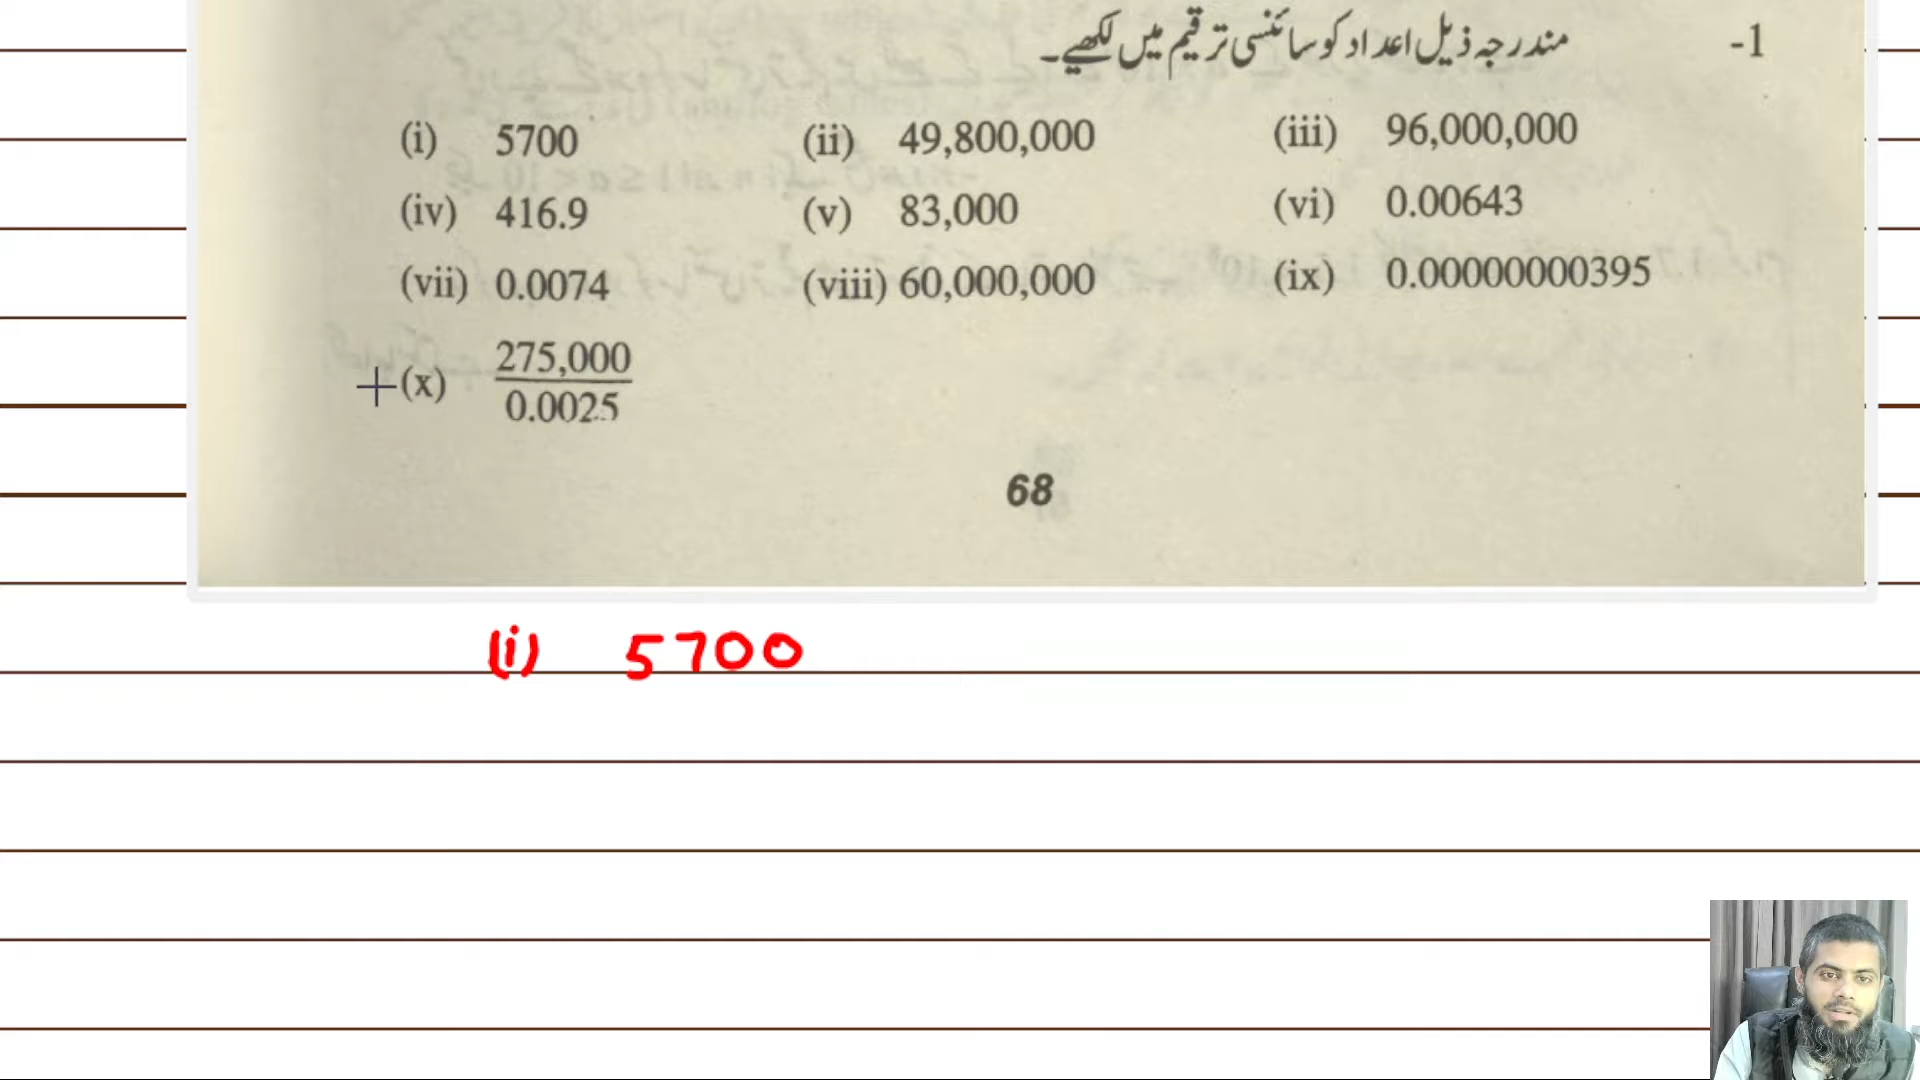 -1 مندرجہ ذیل اعداد کو سائنسی ترقیم میں لکھیے۔
(i) 5700 (ii) 49,800,000 (iii) 96,000,000
(iv) 416.9 (v) 83,000 (vi) 0.00643
(vii) 0.0074 (viii) 60,000,000 (ix) 0.00000000395
(x) 275,000
0.0025
68
(i) 5700